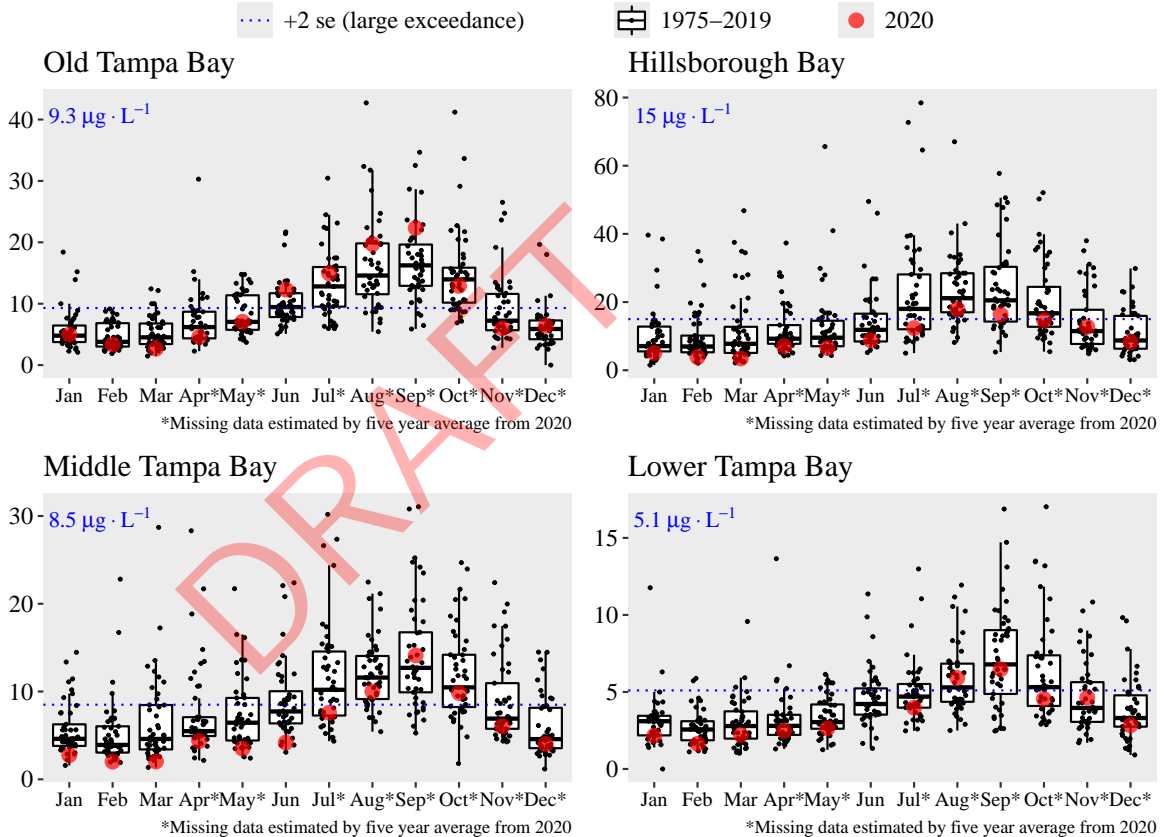 +2 se (large exceedance) 1975−2019 2020
Old Tampa Bay
9.3 μg · L⁻¹
40
30
20
10
0
Jan Feb Mar Apr* May* Jun Jul* Aug* Sep* Oct* Nov* Dec*
*Missing data estimated by five year average from 2020
Hillsborough Bay
15 μg · L⁻¹
80
60
40
20
0
Jan Feb Mar Apr* May* Jun Jul* Aug* Sep* Oct* Nov* Dec*
*Missing data estimated by five year average from 2020
Middle Tampa Bay
8.5 μg · L⁻¹
30
20
10
0
Jan Feb Mar Apr* May* Jun Jul* Aug* Sep* Oct* Nov* Dec*
*Missing data estimated by five year average from 2020
Lower Tampa Bay
5.1 μg · L⁻¹
15
10
5
0
Jan Feb Mar Apr* May* Jun Jul* Aug* Sep* Oct* Nov* Dec*
*Missing data estimated by five year average from 2020
DRAFT